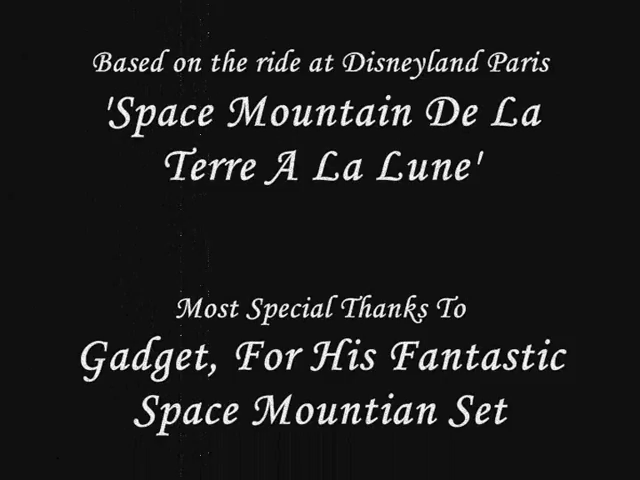 Based on the ride at Disneyland Paris
'Space Mountain De La
Terre A La Lune'
Most Special Thanks To
Gadget, For His Fantastic
Space Mountian Set